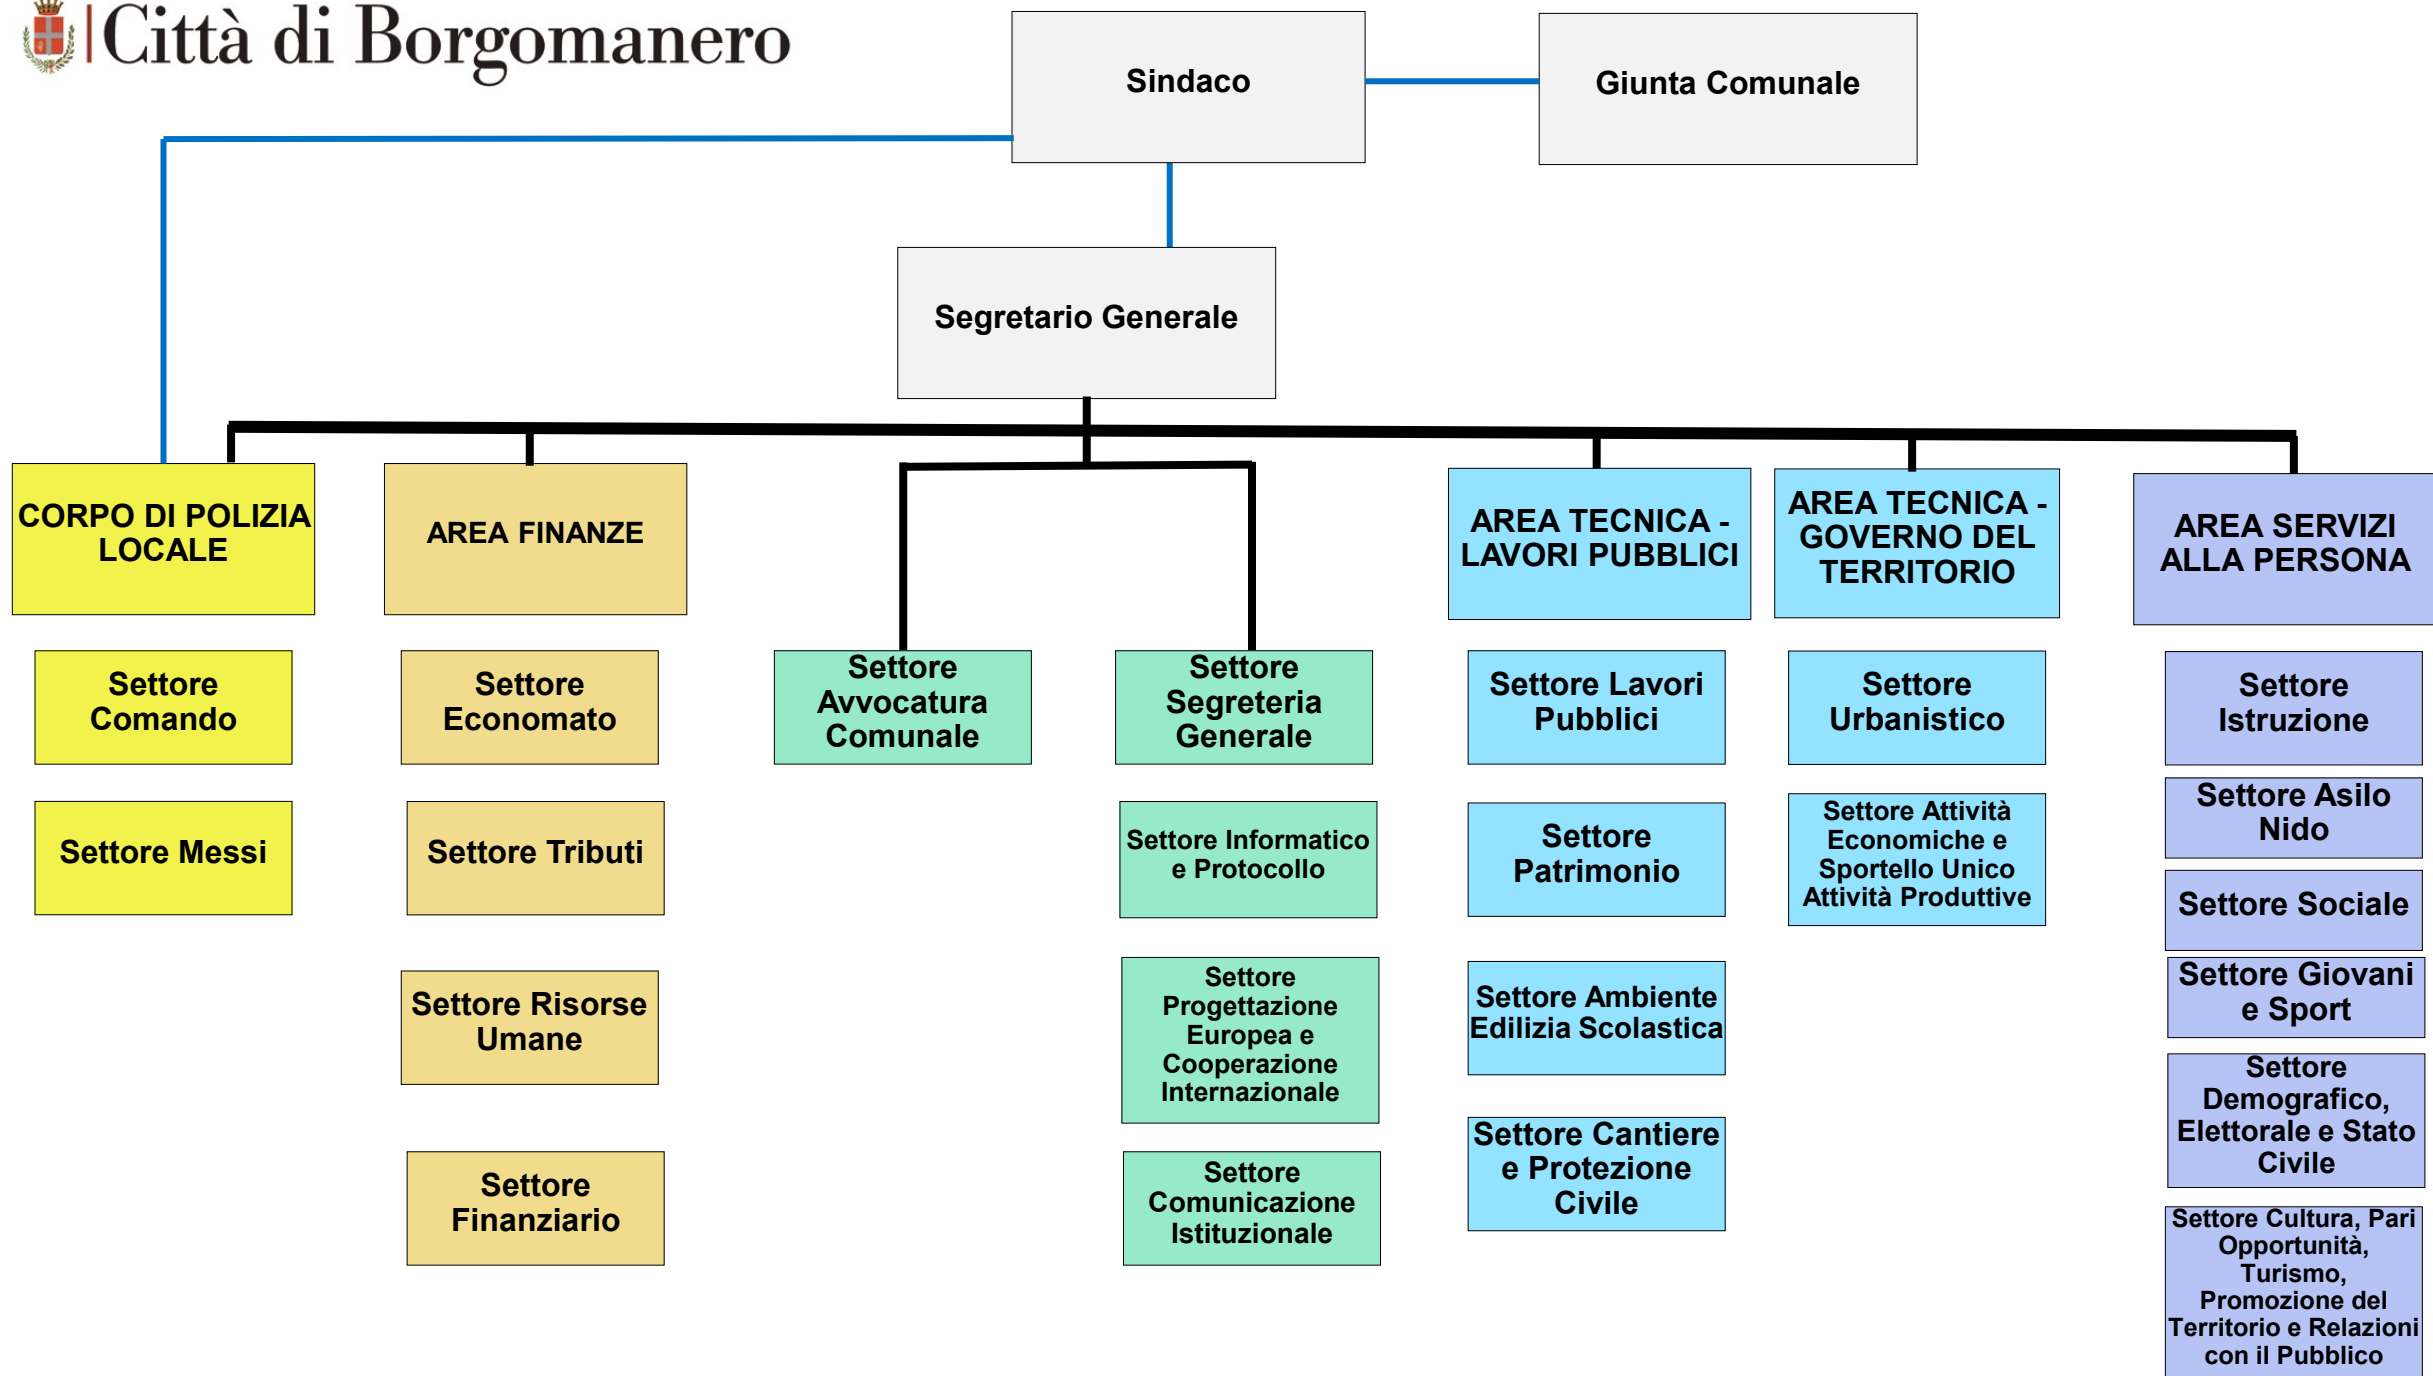 Città di Borgomanero
Sindaco
Giunta Comunale
Segretario Generale
CORPO DI POLIZIA
LOCALE
Settore
Comando
Settore Messi
AREA FINANZE
Settore
Economato
Settore Tributi
Settore Risorse
Umane
Settore
Finanziario
Settore
Avvocatura
Comunale
Settore
Segreteria
Generale
Settore Informatico
e Protocollo
Settore
Progettazione
Europea e
Cooperazione
Internazionale
Settore
Comunicazione
Istituzionale
AREA TECNICA -
LAVORI PUBBLICI
Settore Lavori
Pubblici
Settore
Patrimonio
Settore Ambiente
Edilizia Scolastica
Settore Cantiere
e Protezione
Civile
AREA TECNICA -
GOVERNO DEL
TERRITORIO
Settore
Urbanistico
Settore Attività
Economiche e
Sportello Unico
Attività Produttive
AREA SERVIZI
ALLA PERSONA
Settore
Istruzione
Settore Asilo
Nido
Settore Sociale
Settore Giovani
e Sport
Settore
Demografico,
Elettorale e Stato
Civile
Settore Cultura, Pari
Opportunità,
Turismo,
Promozione del
Territorio e Relazioni
con il Pubblico